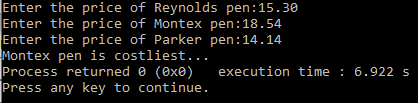 Enter the price of Reynolds pen:15.30
Enter the price of Montex pen:18.54
Enter the price of Parker pen:14.14
Montex pen is costliest...
Process returned 0 (0x0)   execution time : 6.922 s
Press any key to continue.